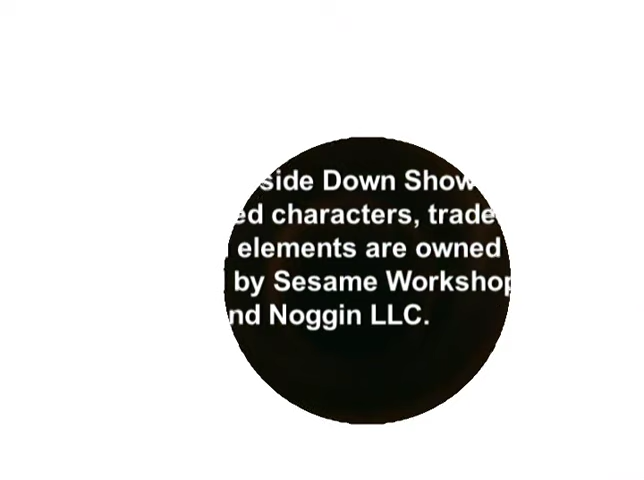 side Down Show
ed characters, trade
elements are owned
by Sesame Workshop
nd Noggin LLC.